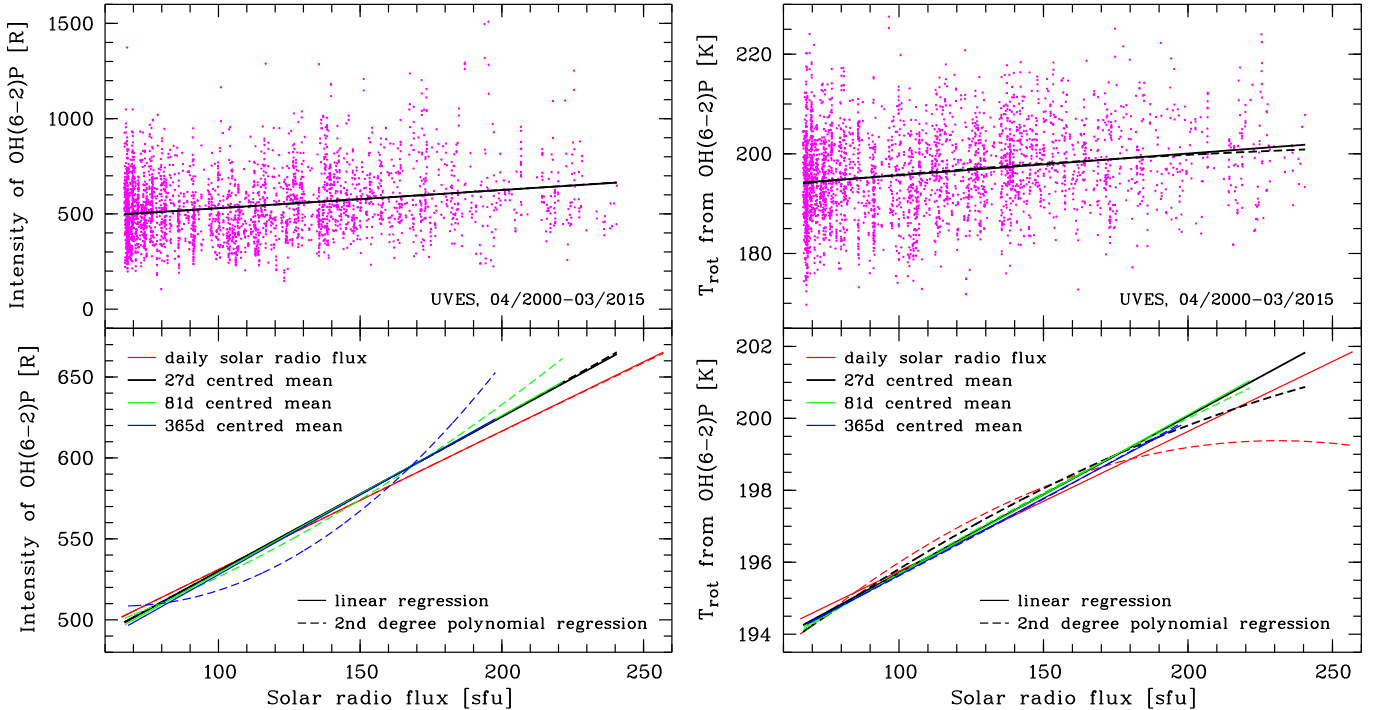 Intensity of OH(6−2)P [R]
1500
1000
500
0
UVES, 04/2000−03/2015
T_rot from OH(6−2)P [K]
220
200
180
UVES, 04/2000−03/2015
Intensity of OH(6−2)P [R]
650
600
550
500
daily solar radio flux
27d centred mean
81d centred mean
365d centred mean
linear regression
2nd degree polynomial regression
100
150
200
250
Solar radio flux [sfu]
T_rot from OH(6−2)P [K]
202
200
198
196
194
daily solar radio flux
27d centred mean
81d centred mean
365d centred mean
linear regression
2nd degree polynomial regression
100
150
200
250
Solar radio flux [sfu]